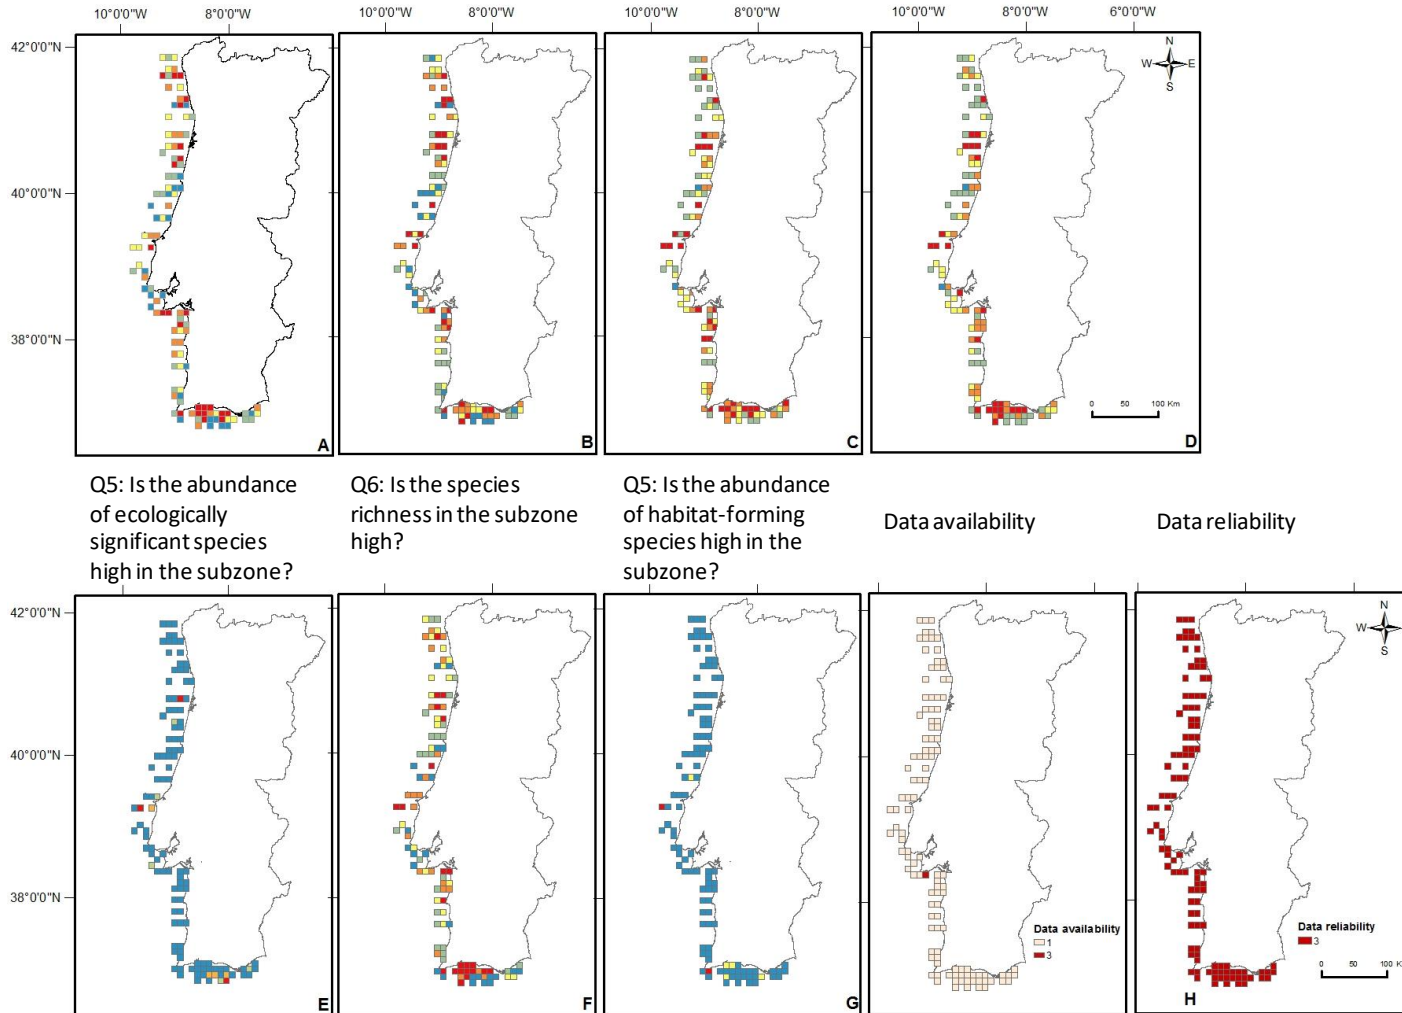 10°0'0"W 8°0'0"W 10°0'0"W 8°0'0"W 10°0'0"W 8°0'0"W 10°0'0"W 8°0'0"W 6°0'0"W
42°0'0"N
N
W E
S
40°0'0"N
38°0'0"N
0 50 100 Km
A B C D
Q5: Is the abundance
of ecologically
significant species
high in the subzone?
Q6: Is the species
richness in the subzone
high?
Q5: Is the abundance
of habitat-forming
species high in the
subzone?
Data availability
Data reliability
42°0'0"N
N
W E
S
40°0'0"N
38°0'0"N
Data availability
1
3
Data reliability
3
0 50 100 K
E F G H